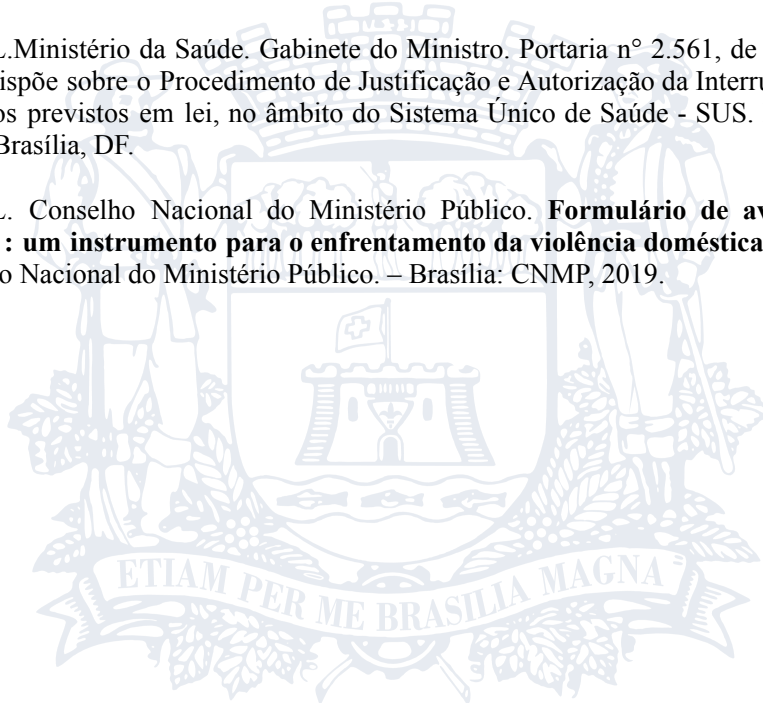 L.Ministério da Saúde. Gabinete do Ministro. Portaria n° 2.561, de
ispõe sobre o Procedimento de Justificação e Autorização da Interru
os previstos em lei, no âmbito do Sistema Único de Saúde - SUS.
Brasília, DF.
L. Conselho Nacional do Ministério Público. Formulário de av
: um instrumento para o enfrentamento da violência doméstica
o Nacional do Ministério Público. – Brasília: CNMP, 2019.
ETIAM PER ME BRASILIA MAGNA